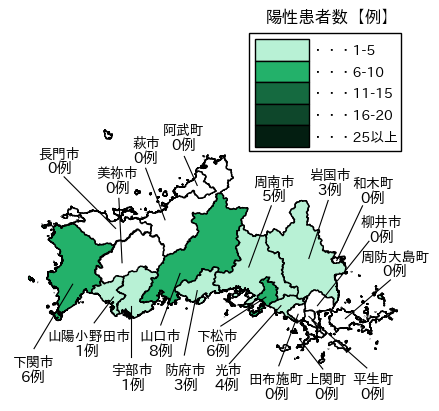 陽性患者数【例】
・・・1-5
・・・6-10
・・・11-15
・・・16-20
・・・25以上
阿武町
0例
萩市
0例
長門市
0例
美祢市
0例
周南市
5例
岩国市
3例
和木町
0例
柳井市
0例
周防大島町
0例
山陽小野田市
1例
山口市
8例
下松市
6例
下関市
6例
宇部市
1例
防府市
3例
光市
4例
田布施町
0例
上関町
0例
平生町
0例